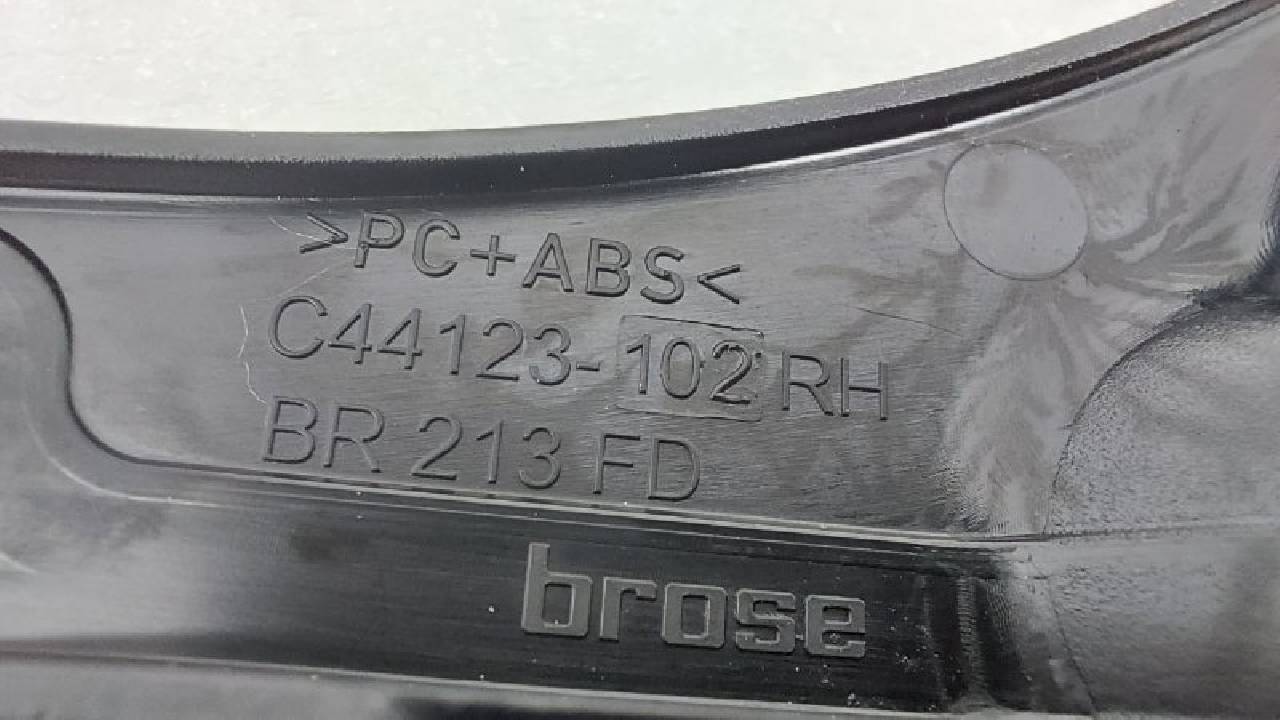 >PC+ABS<
C44123-102 RH
BR 213 FD
brose